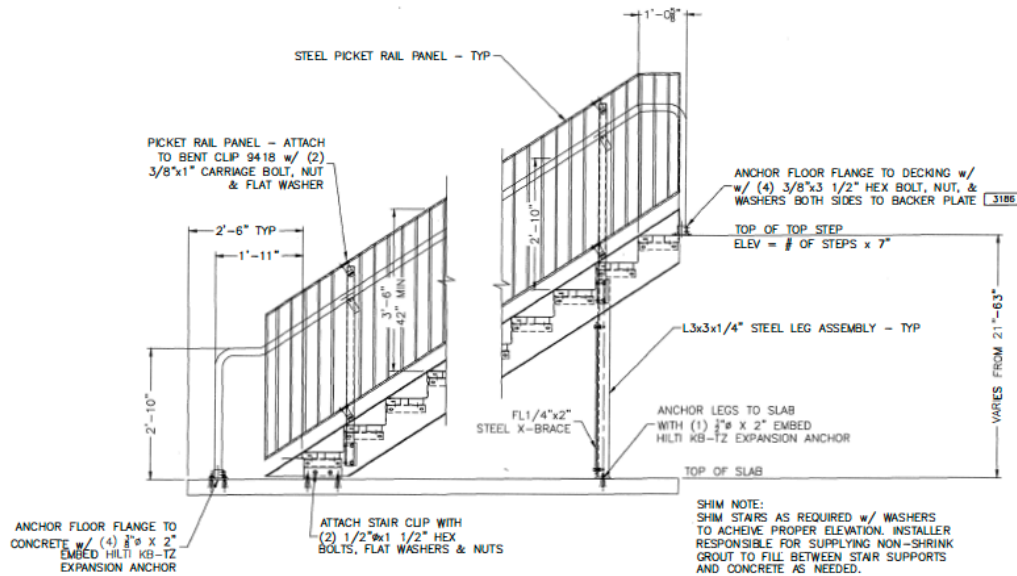 1'-0⅝"
STEEL PICKET RAIL PANEL - TYP
PICKET RAIL PANEL - ATTACH
TO BENT CLIP 9418 w/ (2)
3/8"x1" CARRIAGE BOLT, NUT
& FLAT WASHER
ANCHOR FLOOR FLANGE TO DECKING w/
w/ (4) 3/8"x3 1/2" HEX BOLT, NUT, &
WASHERS BOTH SIDES TO BACKER PLATE
3186
2'-6" TYP
1'-11"
2'-10"
TOP OF TOP STEP
ELEV = # OF STEPS x 7"
3'-6"
42" MIN
L3x3x1/4" STEEL LEG ASSEMBLY - TYP
VARIES FROM 21"-63"
2'-10"
FL1/4"x2"
STEEL X-BRACE
ANCHOR LEGS TO SLAB
WITH (1) "ø X 2" EMBED
HILTI KB-TZ EXPANSION ANCHOR
TOP OF SLAB
ANCHOR FLOOR FLANGE TO
CONCRETE w/ (4) "ø X 2"
EMBED HILTI KB-TZ
EXPANSION ANCHOR
ATTACH STAIR CLIP WITH
(2) 1/2"øx1 1/2" HEX
BOLTS, FLAT WASHERS & NUTS
SHIM NOTE:
SHIM STAIRS AS REQUIRED w/ WASHERS
TO ACHEIVE PROPER ELEVATION. INSTALLER
RESPONSIBLE FOR SUPPLYING NON-SHRINK
GROUT TO FILL BETWEEN STAIR SUPPORTS
AND CONCRETE AS NEEDED.